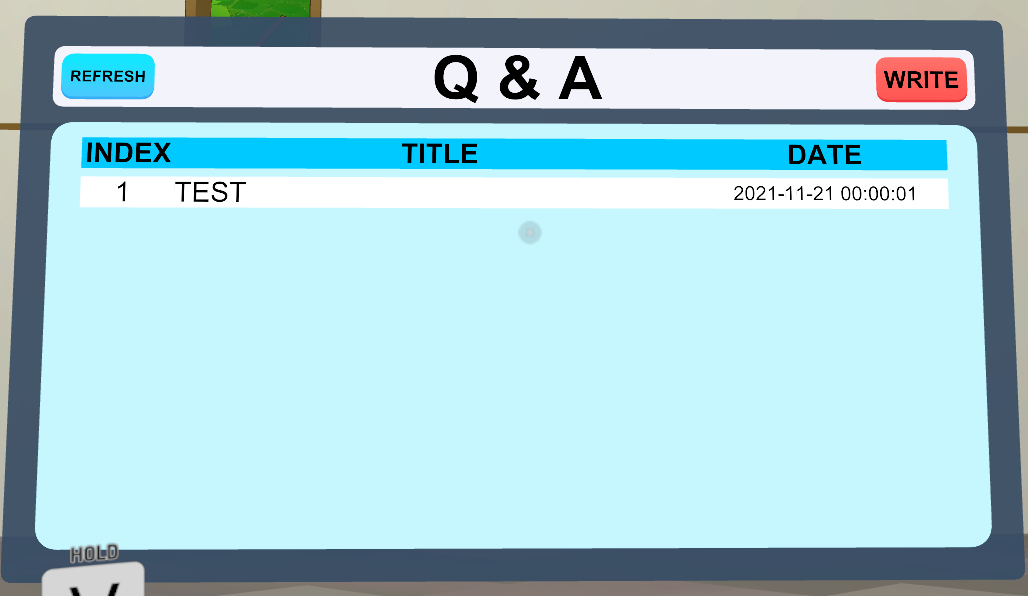 REFRESH
Q & A
WRITE
INDEX TITLE DATE
1 TEST 2021-11-21 00:00:01
HOLD